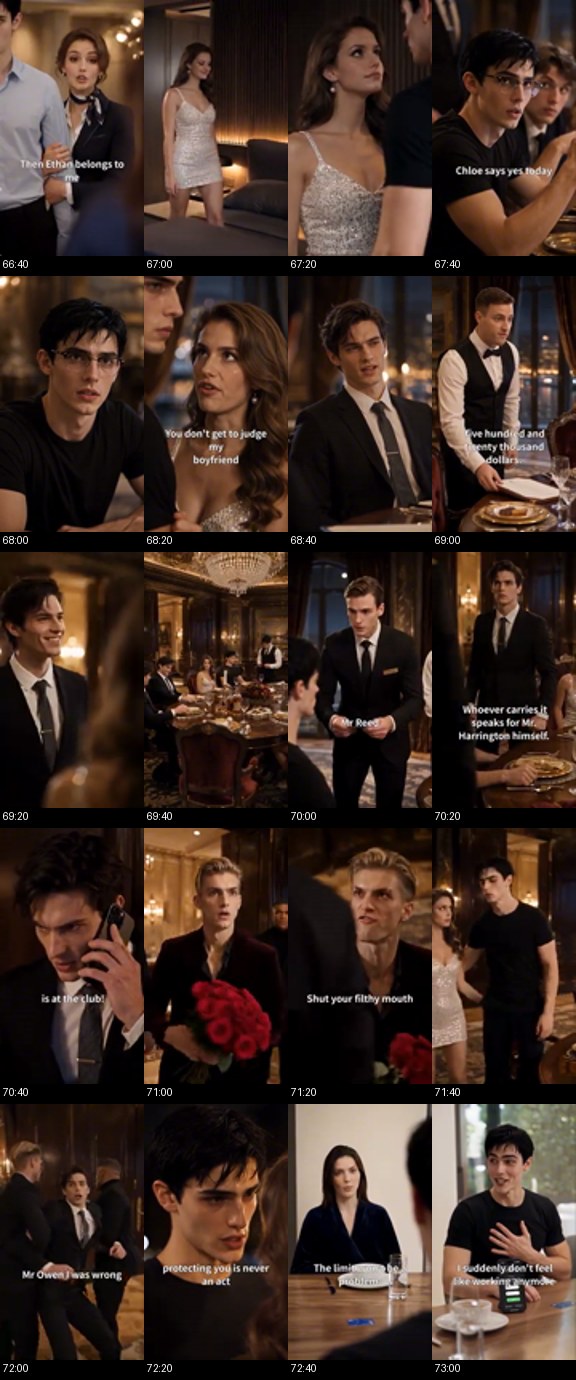 Then Ethan belongs to
me
66:40
67:00
67:20
Chloe says yes today
67:40
68:00
You don't get to judge
my
boyfriend
68:20
68:40
Five hundred and
twenty thousand
dollars
69:00
69:20
69:40
Mr Reed
70:00
Whoever carries it
speaks for Mr.
Harrington himself.
70:20
is at the club!
70:40
71:00
Shut your filthy mouth
71:20
71:40
Mr Owen I was wrong
72:00
protecting you is never
an act
72:20
The limit
problem
72:40
I suddenly don't feel
like working anymore
73:00